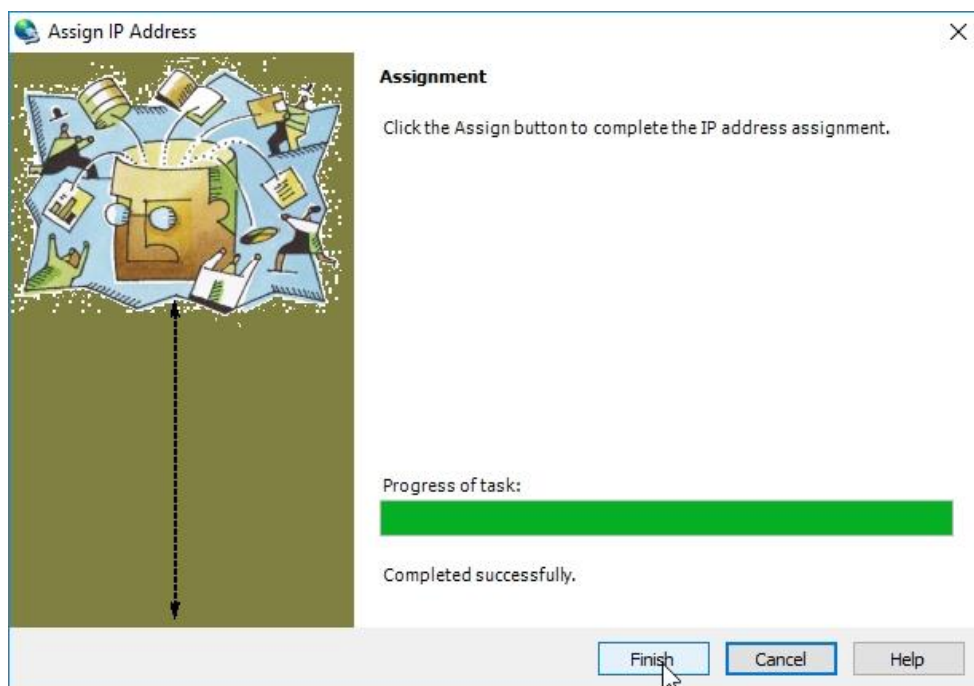 Assign IP Address
Assignment
Click the Assign button to complete the IP address assignment.
Progress of task:
Completed successfully.
Finish Cancel Help